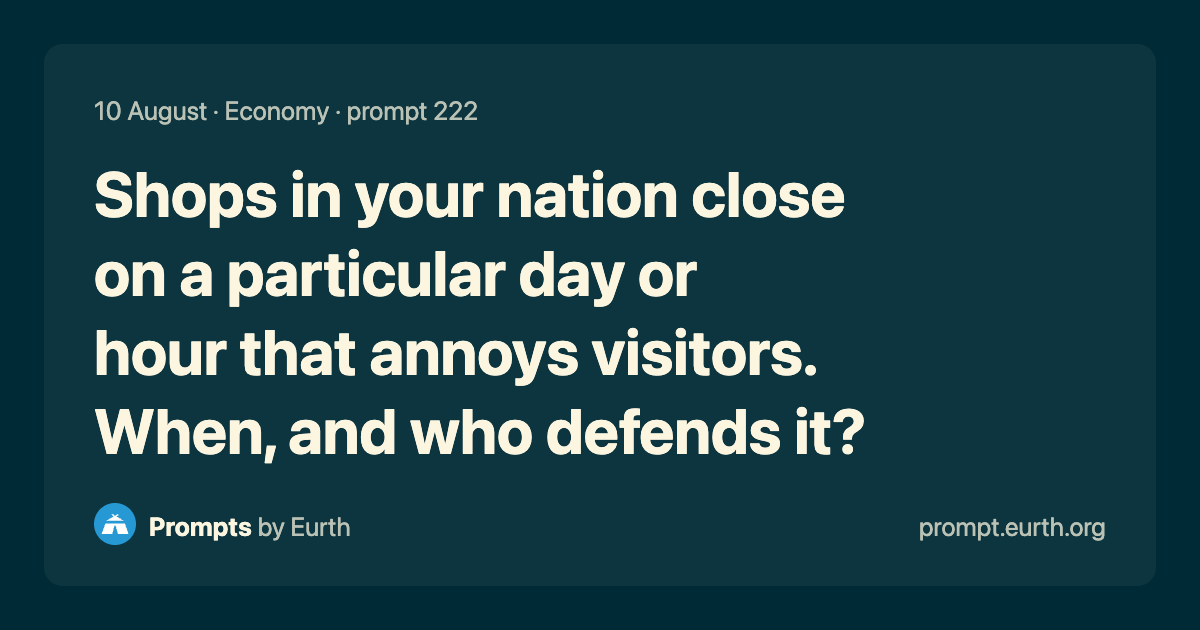 10 August · Economy · prompt 222
Shops in your nation close
on a particular day or
hour that annoys visitors.
When, and who defends it?
Prompts by Eurth
prompt.eurth.org